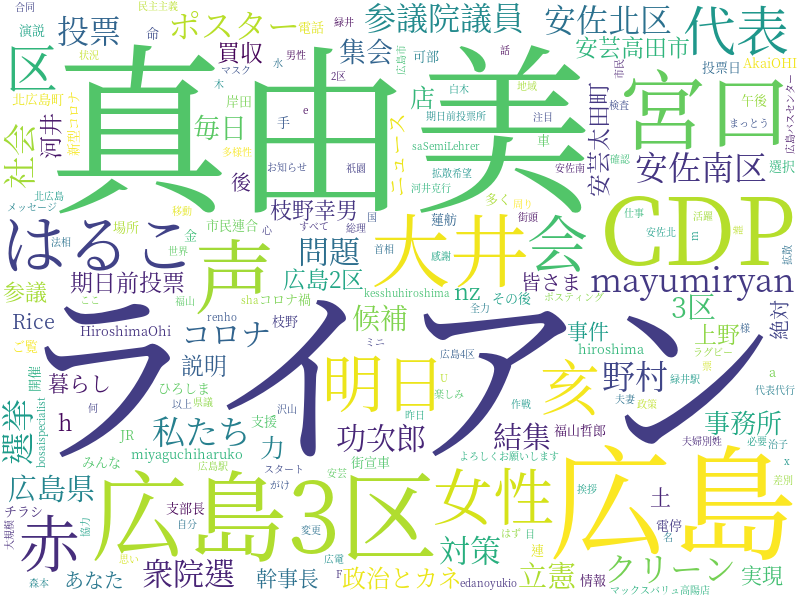 合同
民主主義
緑井
参議院議員
安佐北区
代表
演説
投票
ポスター
電話
命
安芸高田市
状況
買収
集会
男性
可部
話
市民
AkaiOHI
区
真由美
マスク
水
広島市
2区
地域
投票日
宮口
北広島町
新型コロナ
木
岸田
店
白木
検査
午後
広島バスセンター
社会
河井
毎日
手
e
期日前投票所
注目
安芸太田町
まっとう
多様性
ニュース
saSemiLehrer
車
安佐南区
選択
北広島
後
お知らせ
祇園
拡散希望
安佐南
確認
メッセージ
移動
枝野幸男
河井克行
多く
はるこ
法相
声
市民連合
国
蓮舫
周り
仕事
活躍
CDP
場所
金
心
総理
大井
街頭
安佐北
m
拡散
世界
すべて
首相
感謝
会
期日前投票
問題
皆さま
mayumiryan
参議
福山
広島2区
ここ
shaコロナ禍
kesshuhiroshima
nz
その後
ポスティング
3区
絶対
Rice
HiroshimaOhi
renho
枝野
全力
候補
事件
上野
様
ご覧
コロナ
ミニ
hiroshima
ラグビー
票
ライアン
広島4区
説明
明日
U
亥
野村
a
緑井駅
代表代行
開催
暮らし
ひろしま
楽しみ
夫妻
政策
何
以上
県議
支援
沢山
昨日
作戦
選挙
h
私たち
力
功次郎
結集
福山哲郎
事務所
bosaispecialist
JR
みんな
miyaguchiharuko
街宣車
よろしくお願いします
夫婦別姓
必要
治子
広島県
広島駅
スタート
安芸
x
広島3区
女性
広島
チラシ
支部長
がけ
挨拶
差別
赤
自分
変更
対策
土
電停
名
大規模
協力
はず
目
連
クリーン
思い
広電
森本
あなた
衆院選
幹事長
F
政治とカネ
edanoyukio
立憲
情報
実現
マックスバリュ高陽店